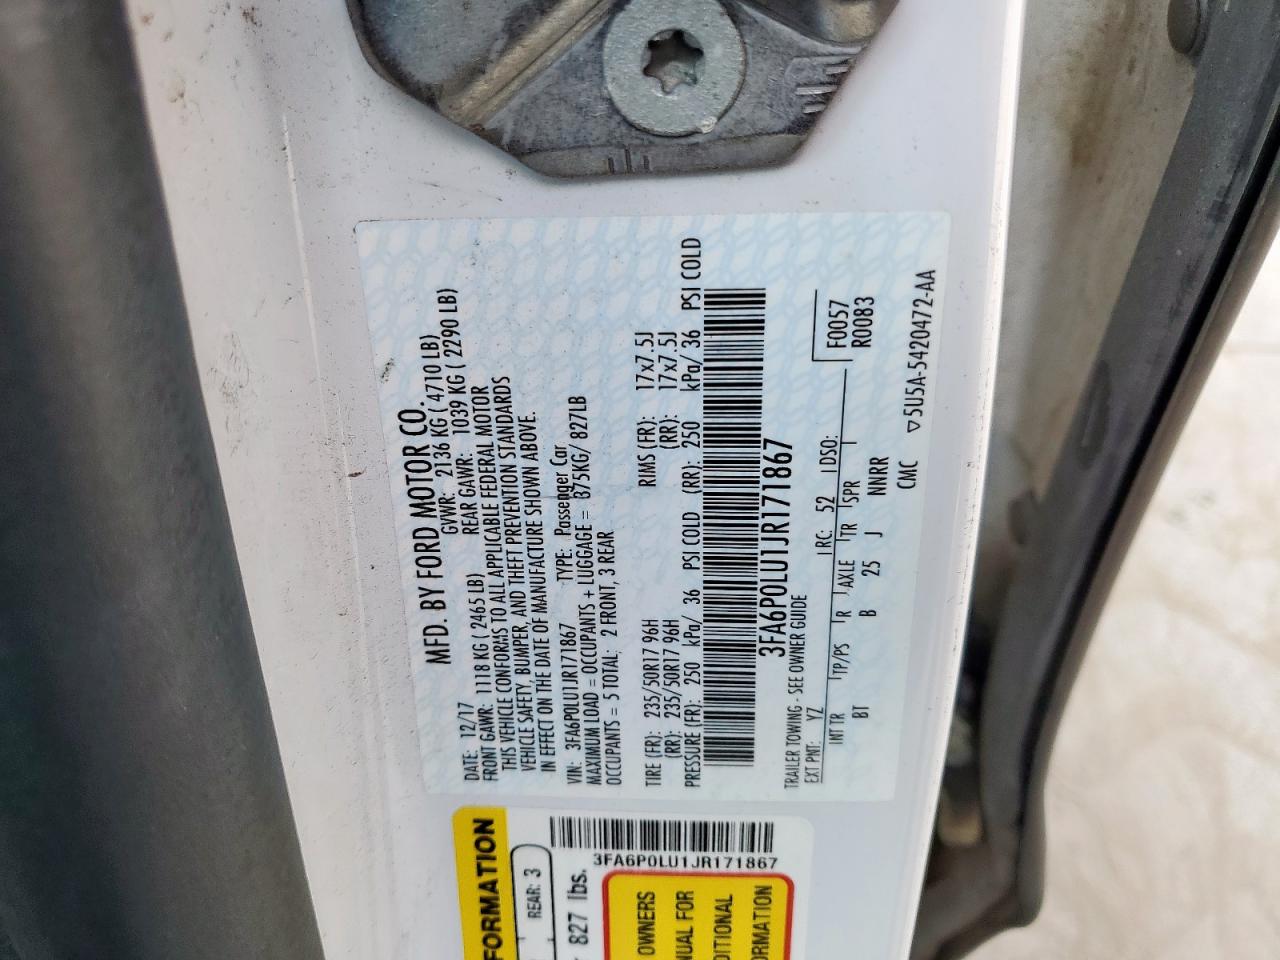 MFD. BY FORD MOTOR CO.
DATE: 12/17 GVWR: 2136 KG ( 4710 LB)
FRONT GAWR: 1118 KG ( 2465 LB) REAR GAWR: 1039 KG ( 2290 LB)
THIS VEHICLE CONFORMS TO ALL APPLICABLE FEDERAL MOTOR
VEHICLE SAFETY, BUMPER, AND THEFT PREVENTION STANDARDS
IN EFFECT ON THE DATE OF MANUFACTURE SHOWN ABOVE.
VIN: 3FA6P0LU1JR171867 TYPE: Passenger Car
MAXIMUM LOAD = OCCUPANTS + LUGGAGE = 375KG/ 827LB
OCCUPANTS = 5 TOTAL: 2 FRONT, 3 REAR
TIRE (FR): 235/50R17 96H RIMS (FR): 17x7.5J
(RR): 235/50R17 96H (RR): 17x7.5J
PRESSURE (FR): 250 kPa/ 36 PSI COLD (RR): 250 kPa/ 36 PSI COLD
3FA6P0LU1JR171867
TRAILER TOWING - SEE OWNER GUIDE
EXT PNT: YZ RC: 52 DSO: F0057
INT TR TP/PS R AXLE TR SPR R0083
BT B 25 J NNRR
CMC
▽5U5A-5420472-AA
FORMATION
REAR: 3
827 lbs.
3FA6P0LU1JR171867
OWNERS
UAL FOR
DITIONAL
ORMATION